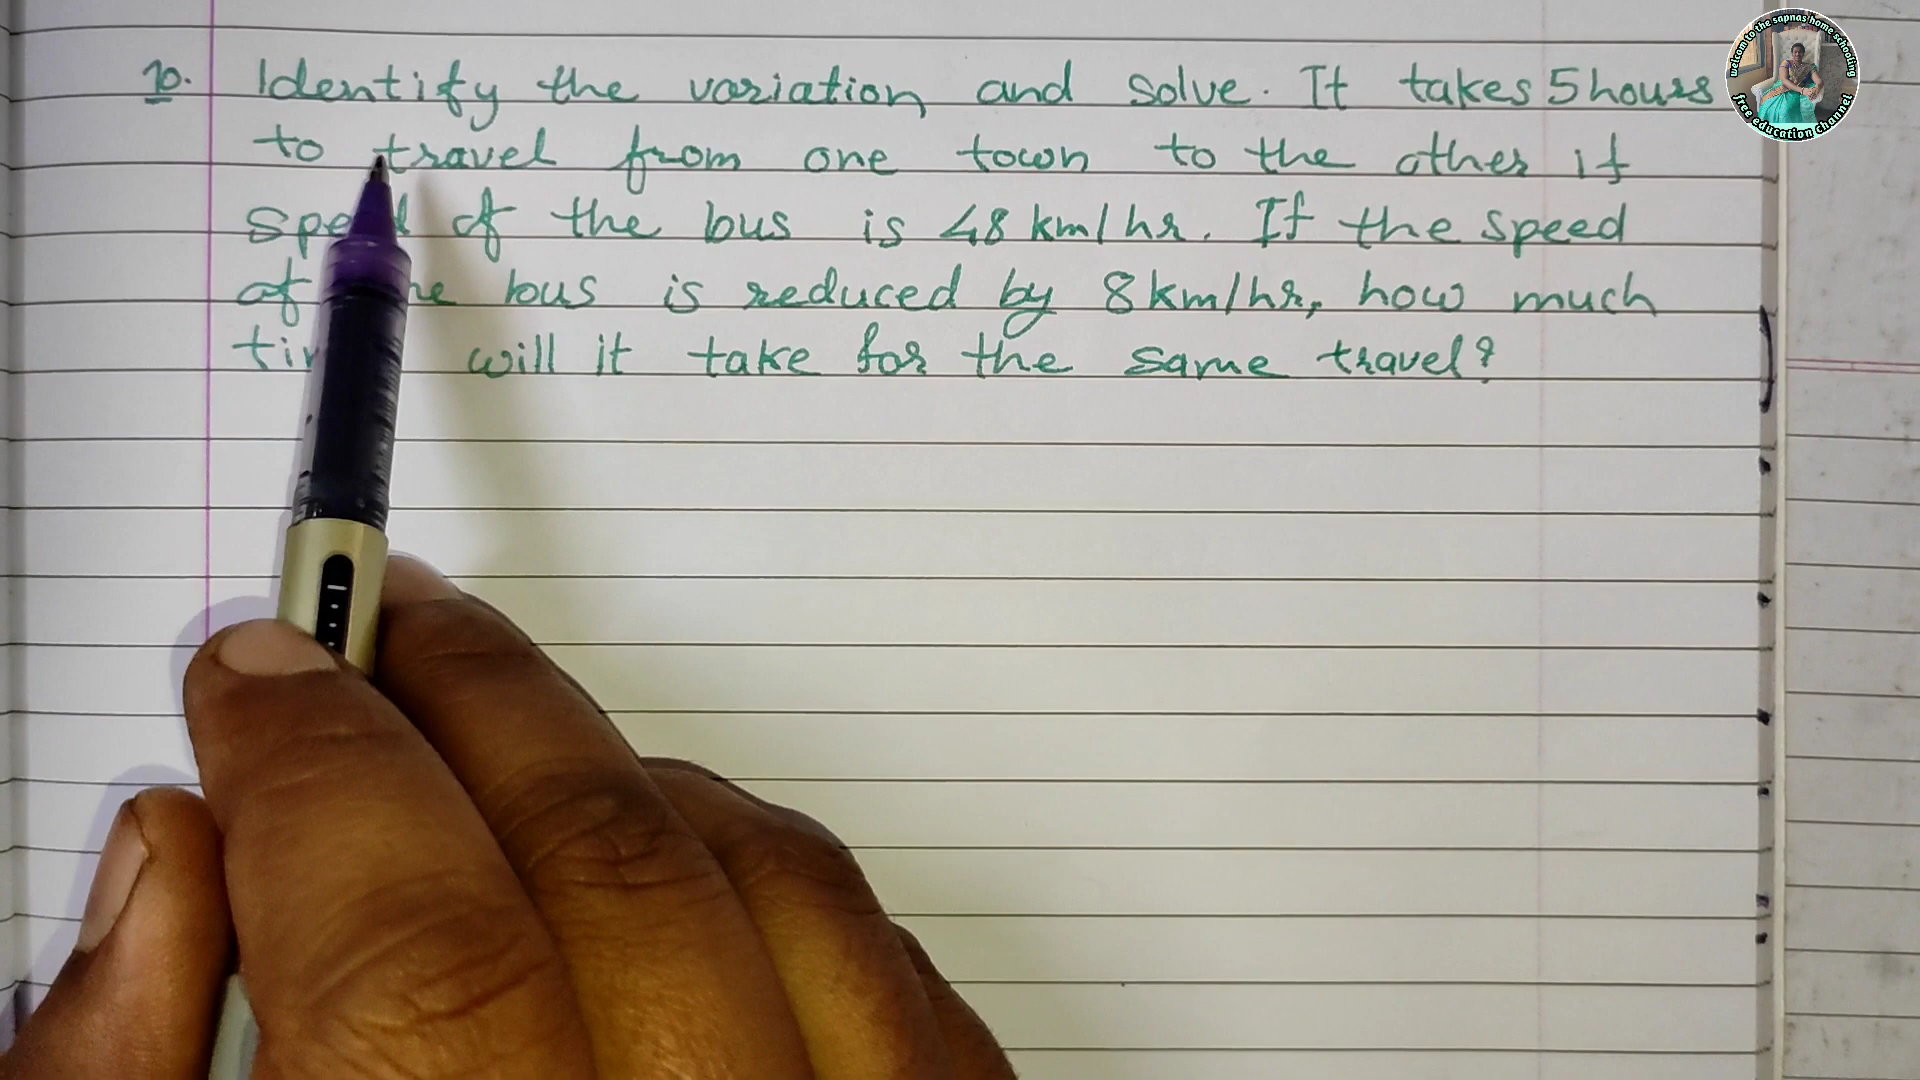 10. Identify the variation and solve. It takes 5 hours
to travel from one town to the other if
of the bus is 48 km/hr. If the speed
of bus is reduced by 8 km/hr, how much
will it take for the same travel?
welcom to the sapnas home schooling
free education channel